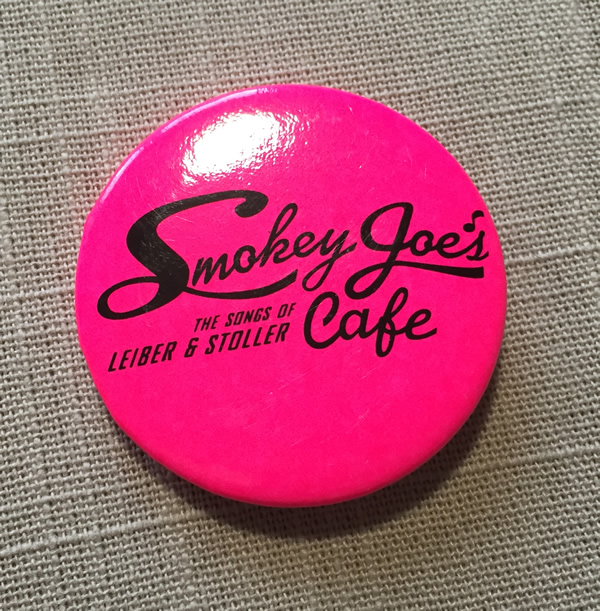 Smokey Joe's
Cafe
THE SONGS OF
LEIBER & STOLLER